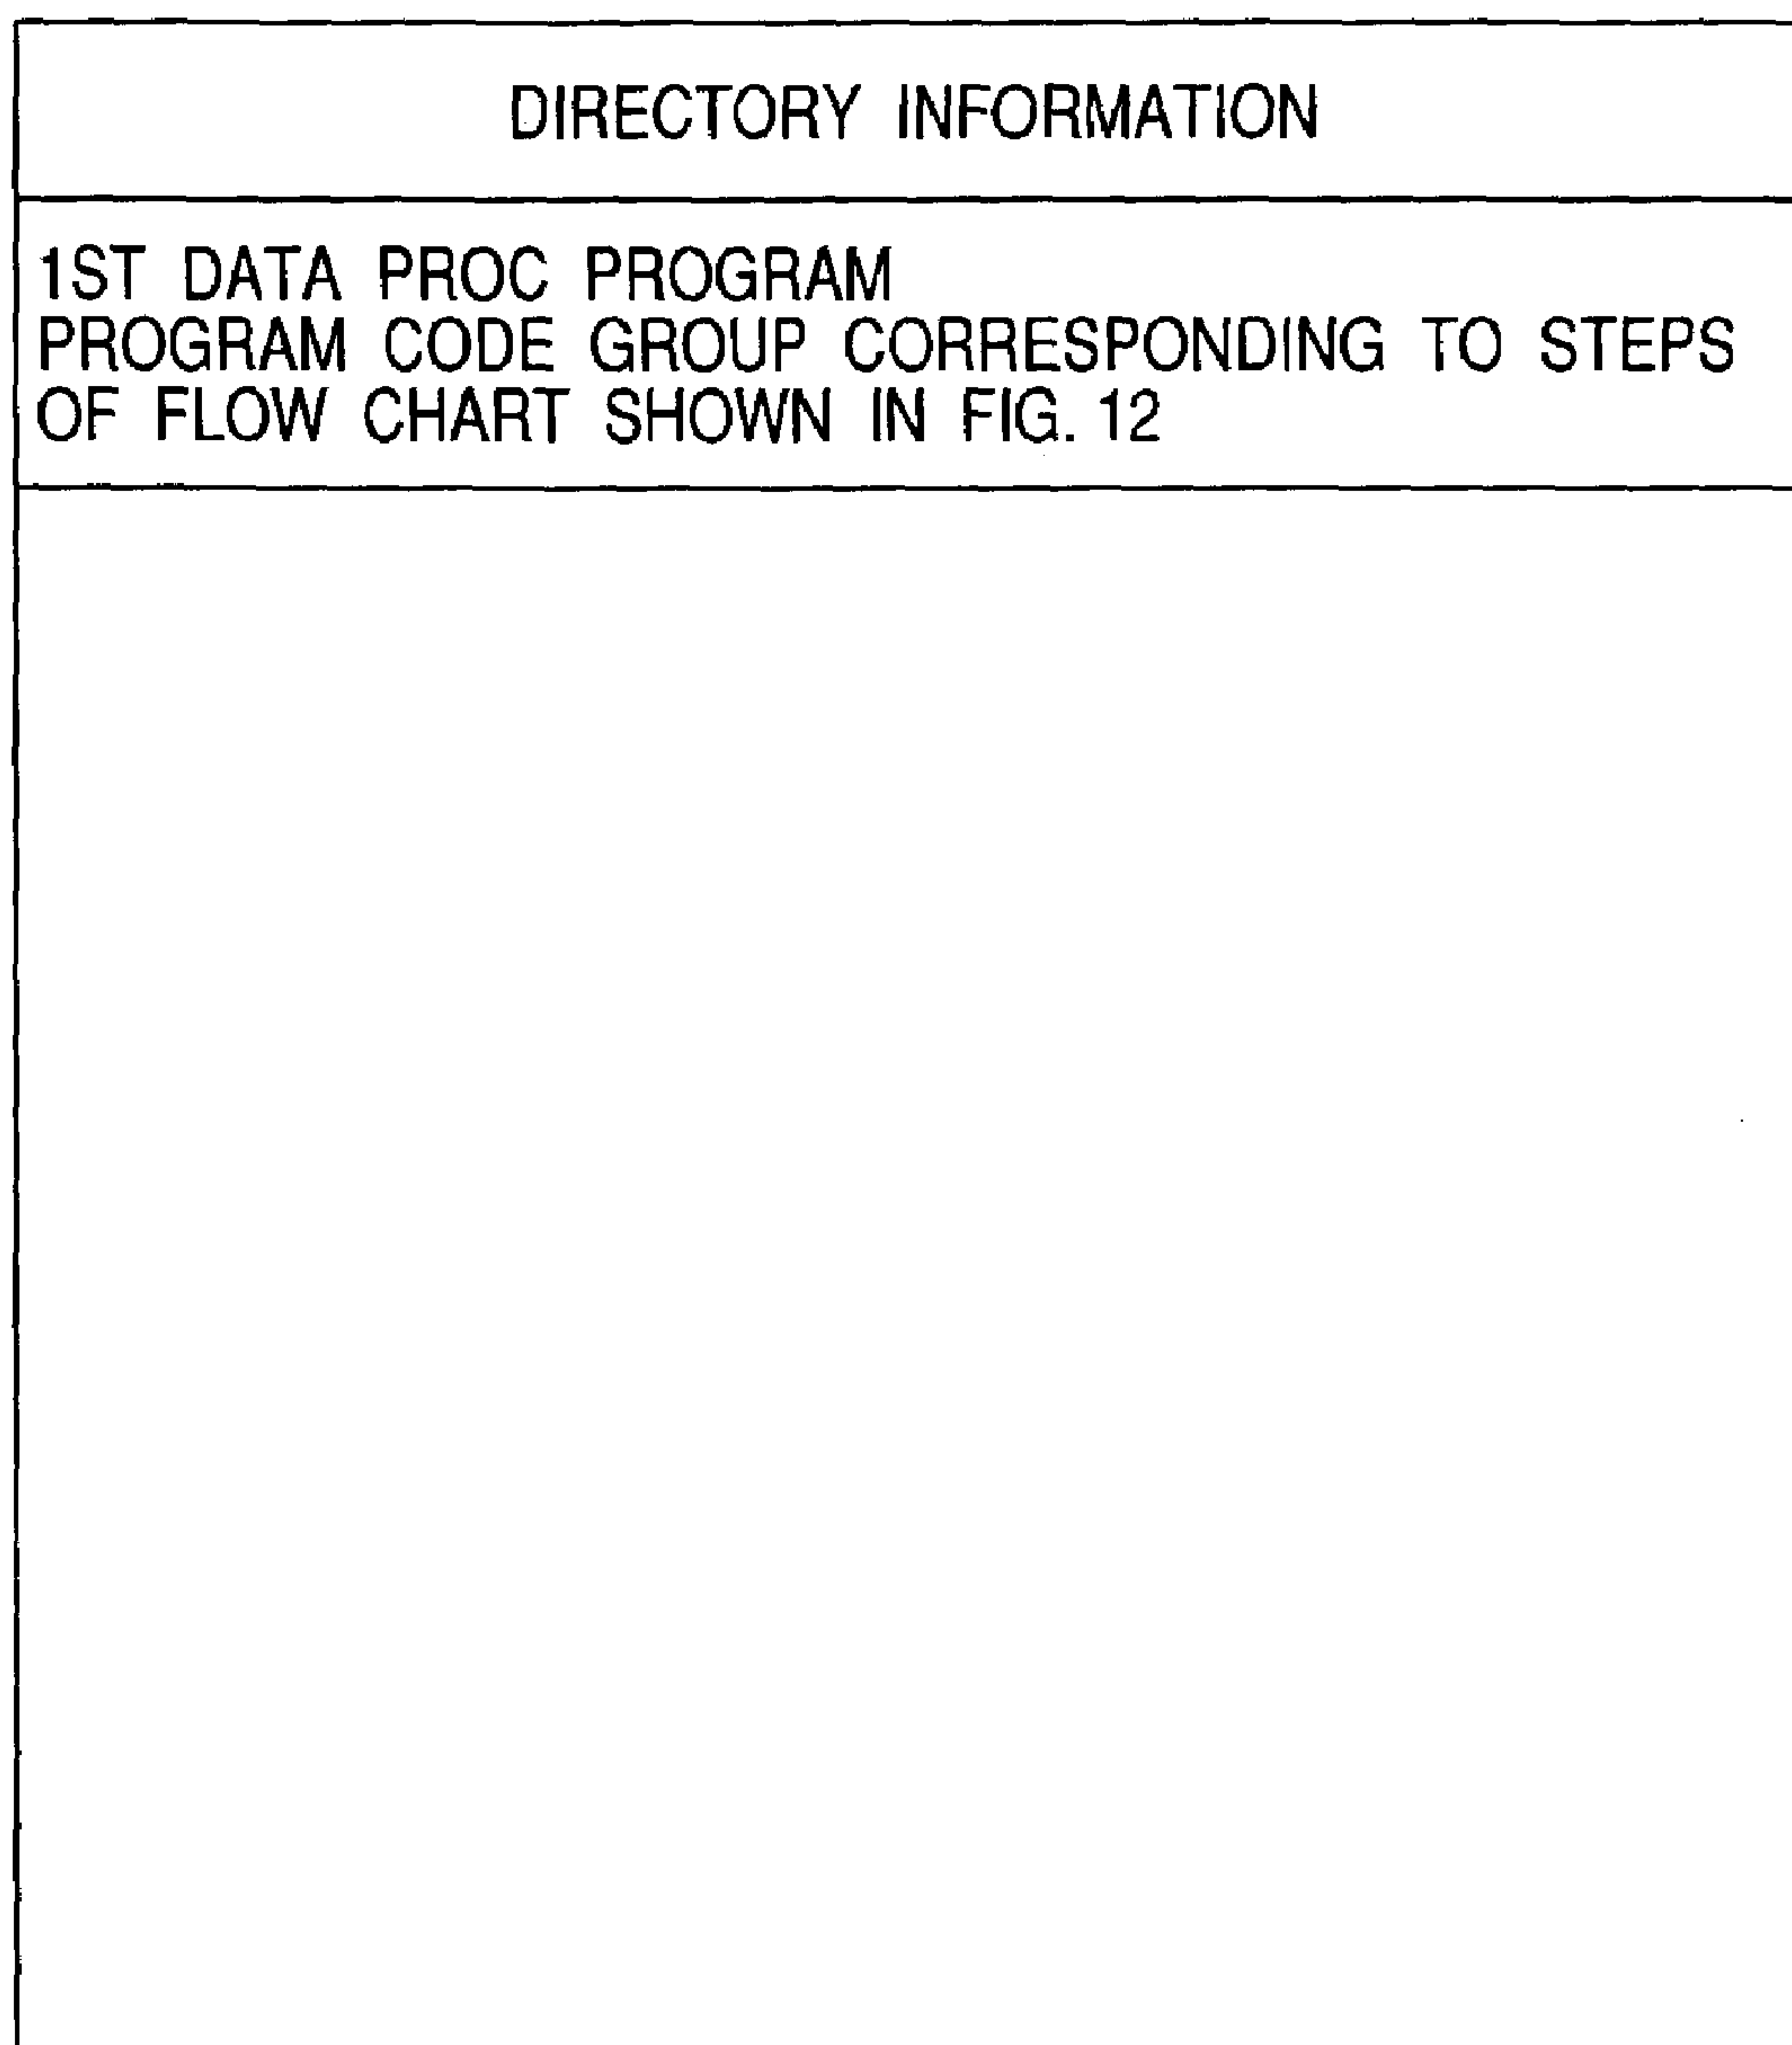 DIRECTORY INFORMATION
1ST DATA PROC PROGRAM
PROGRAM CODE GROUP CORRESPONDING TO STEPS
OF FLOW CHART SHOWN IN FIG. 12